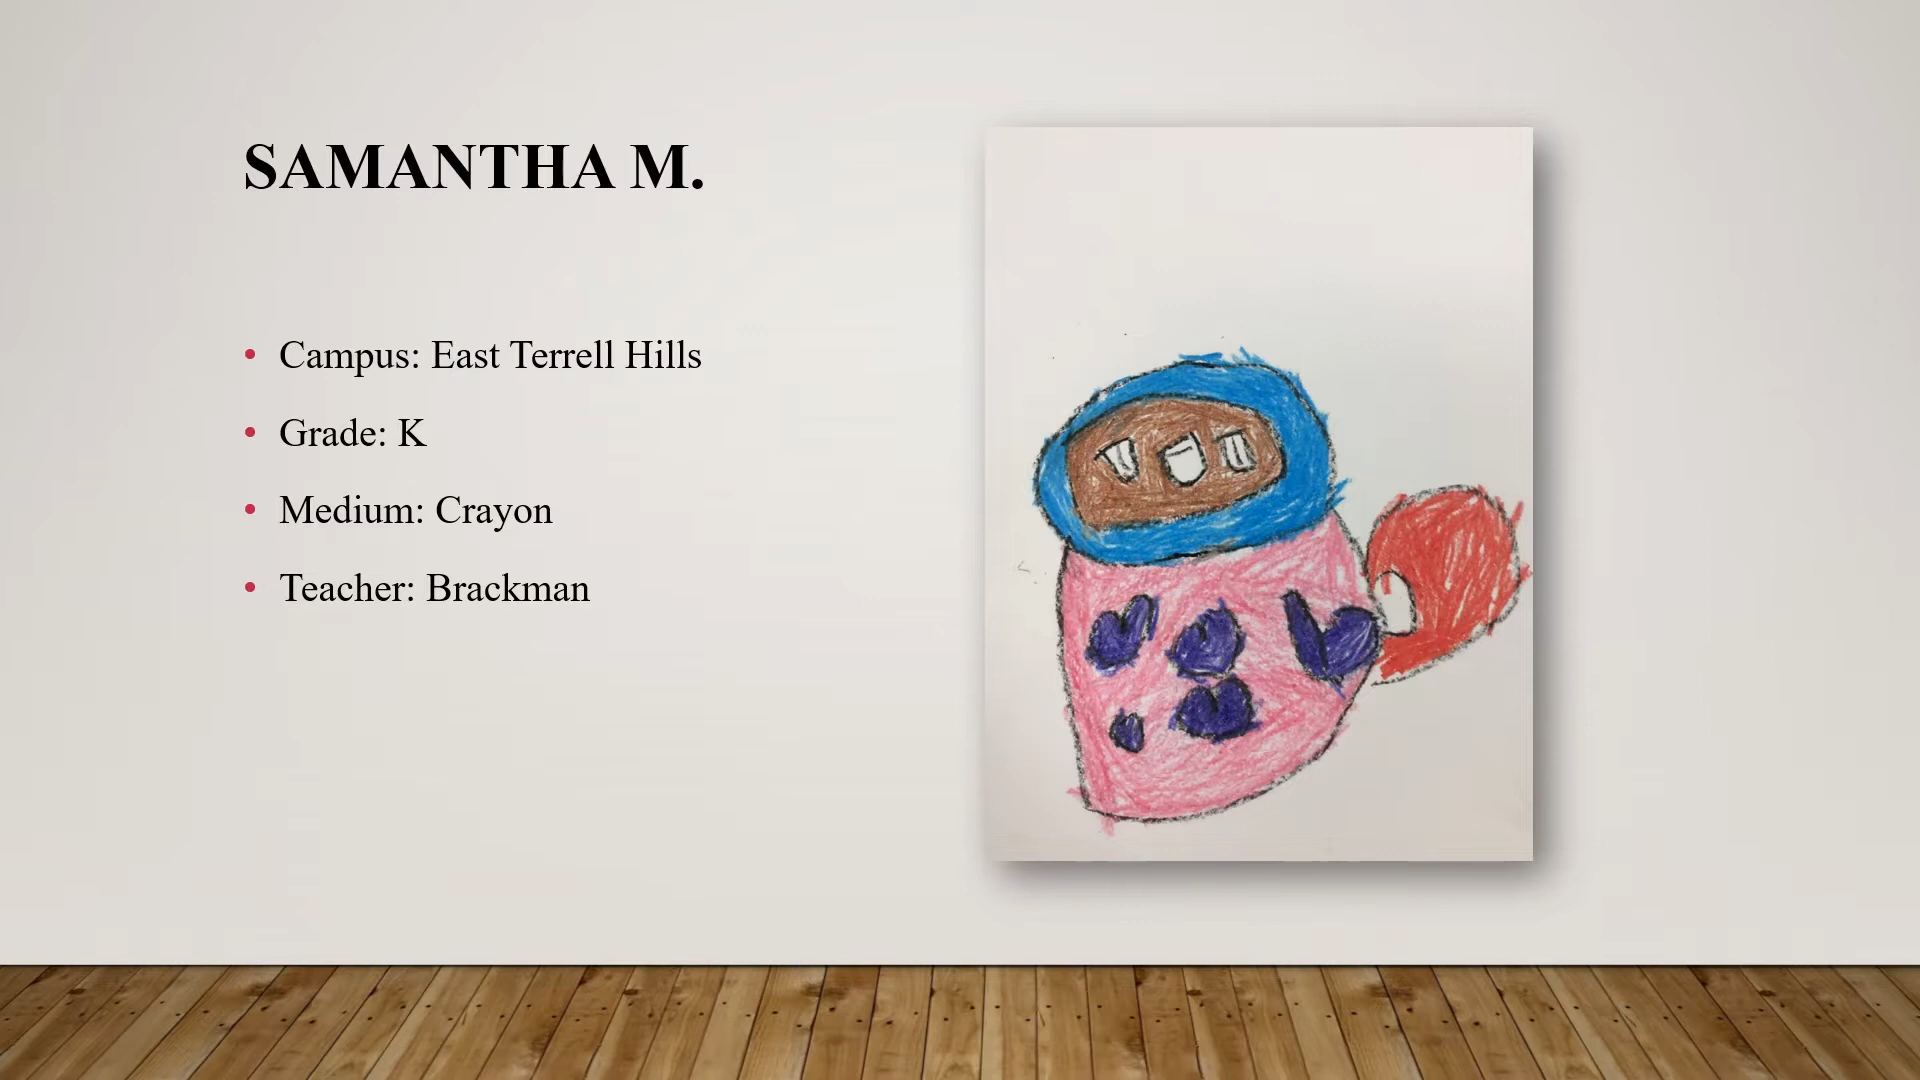 SAMANTHA M.
• Campus: East Terrell Hills
• Grade: K
• Medium: Crayon
• Teacher: Brackman